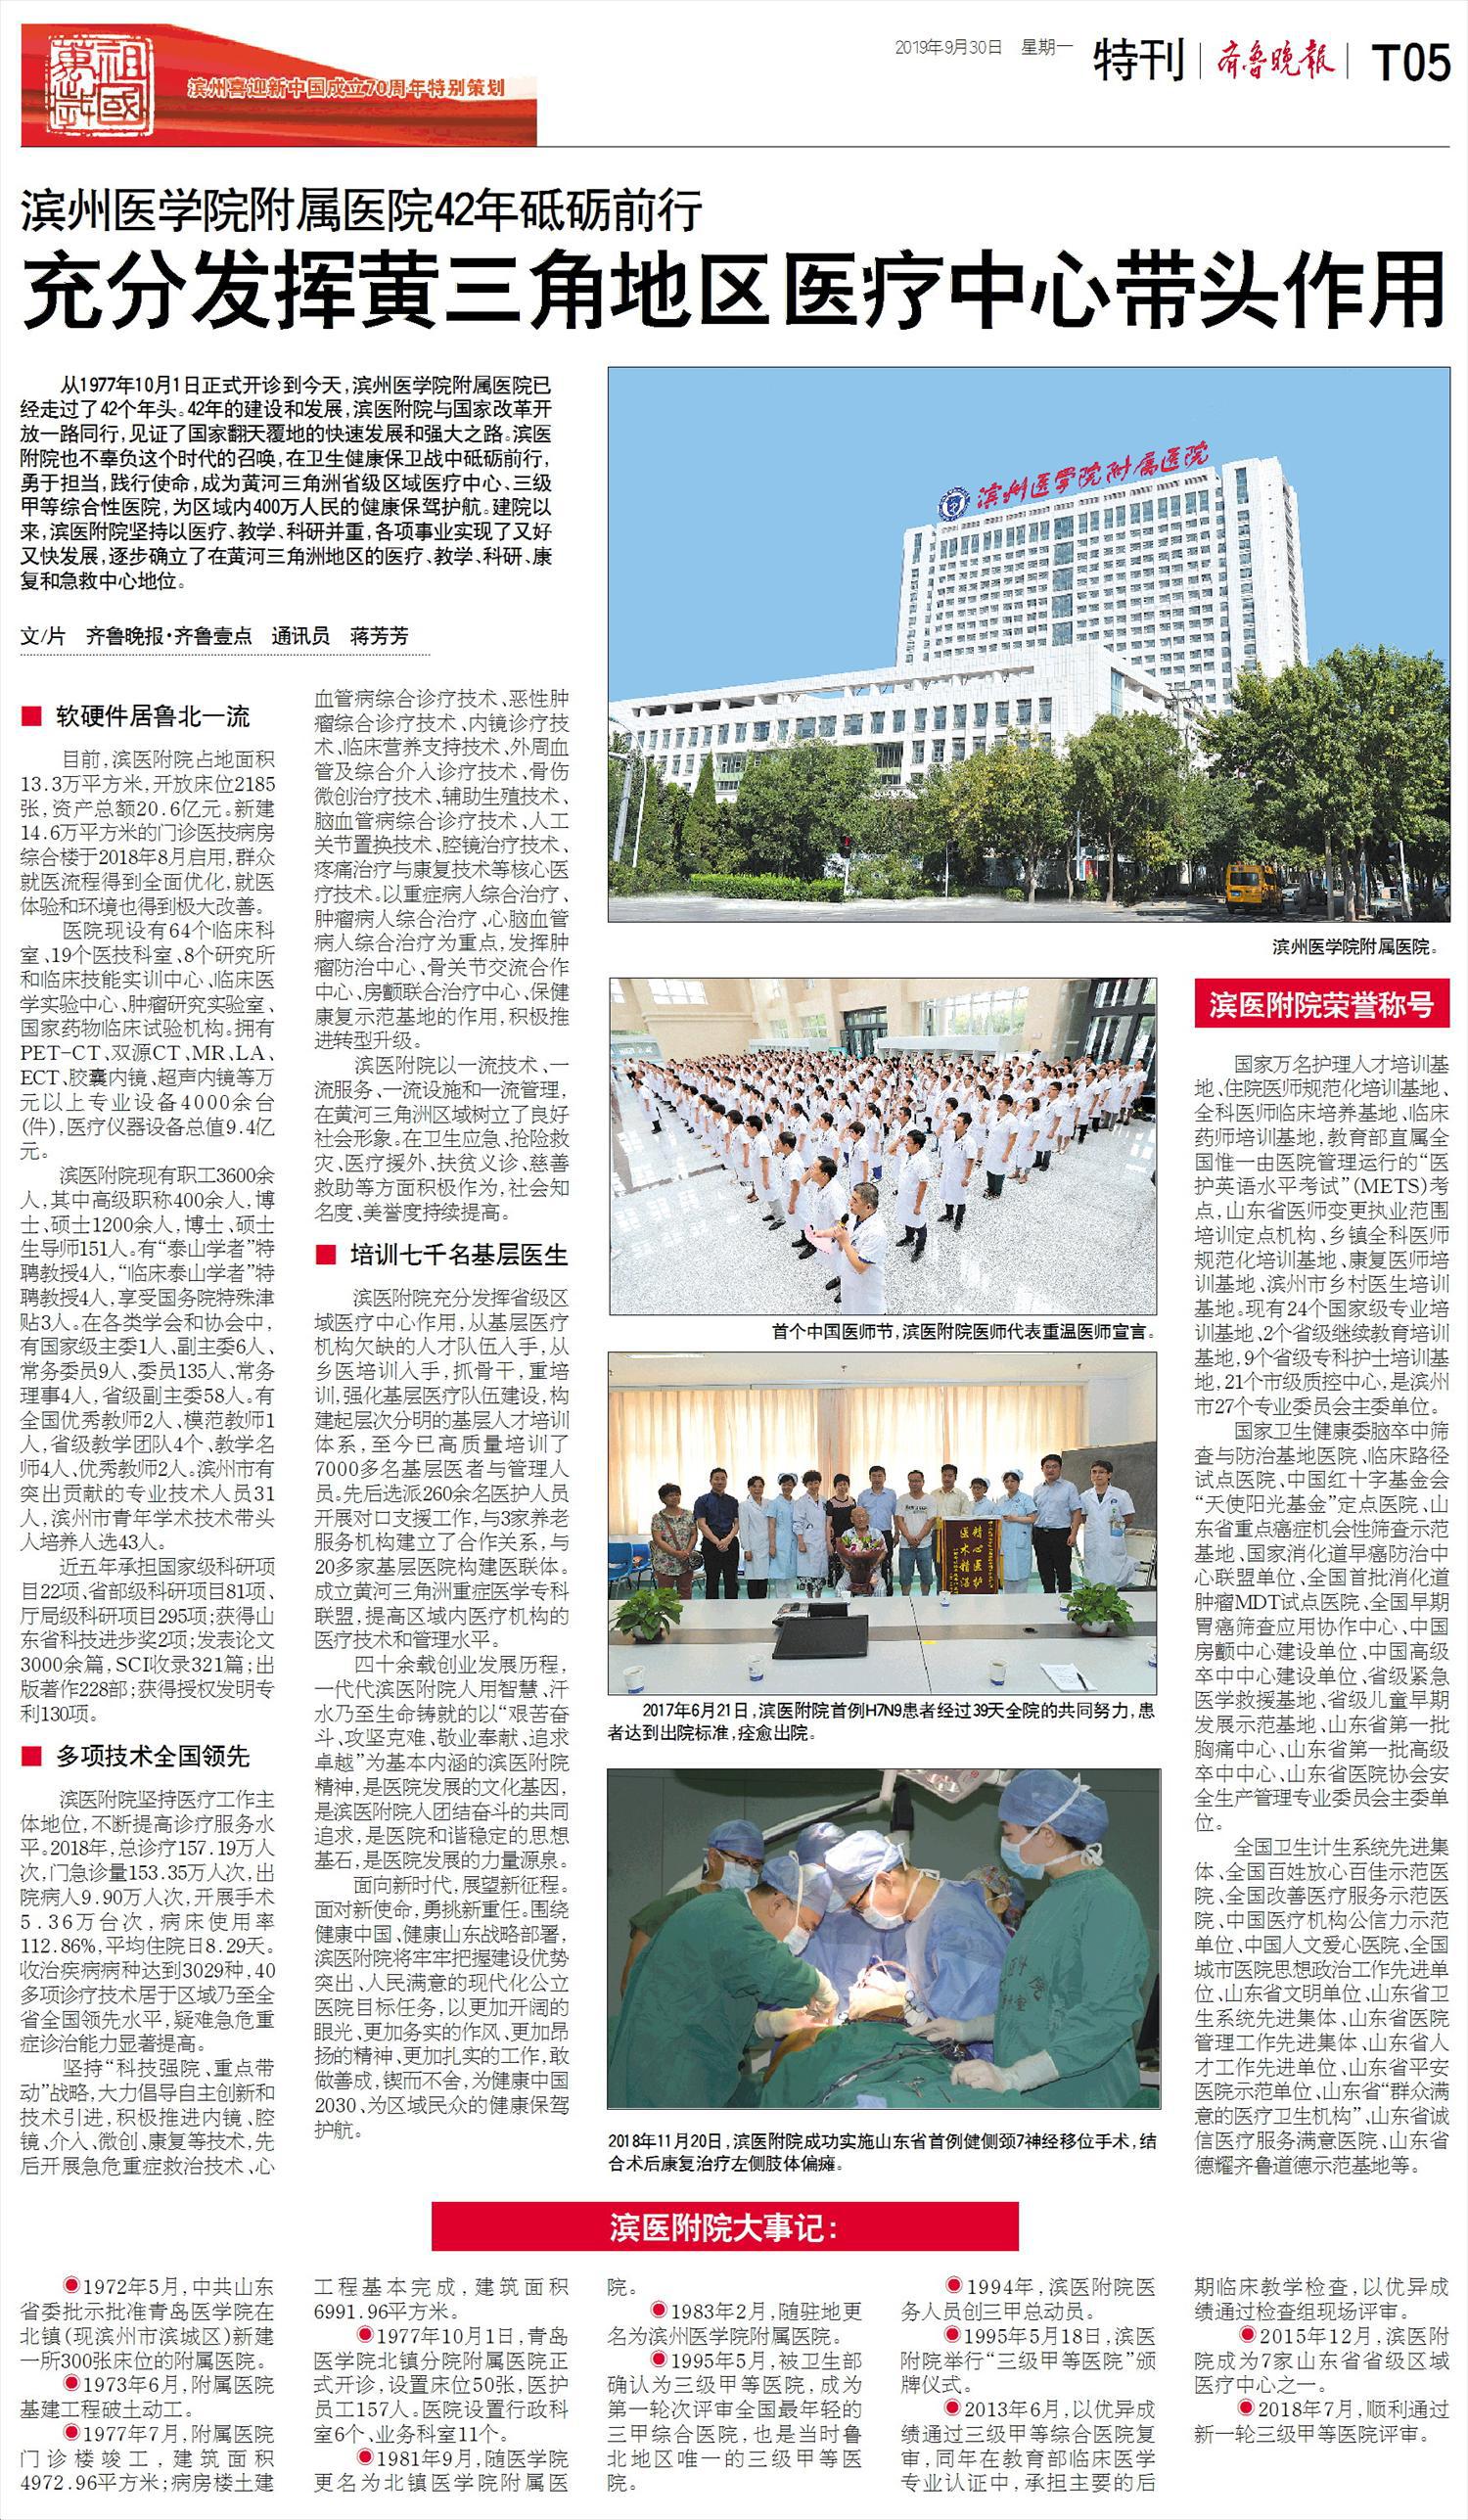 祖國
萬歲
滨州喜迎新中国成立70周年特别策划
2019年9月30日 星期一 特刊 齐鲁晚报 T05
滨州医学院附属医院42年砥砺前行
充分发挥黄三角地区医疗中心带头作用
从1977年10月1日正式开诊到今天,滨州医学院附属医院已
经走过了42个年头。42年的建设和发展,滨医附院与国家改革开
放一路同行,见证了国家翻天覆地的快速发展和强大之路。滨医
附院也不辜负这个时代的召唤,在卫生健康保卫战中砥砺前行,
勇于担当,践行使命,成为黄河三角洲省级区域医疗中心、三级
甲等综合性医院,为区域内400万人民的健康保驾护航。建院以
来,滨医附院坚持以医疗、教学、科研并重,各项事业实现了又好
又快发展,逐步确立了在黄河三角洲地区的医疗、教学、科研、康
复和急救中心地位。
文/片 齐鲁晚报·齐鲁壹点 通讯员 蒋芳芳
■ 软硬件居鲁北一流
目前,滨医附院占地面积
13.3万平方米,开放床位2185
张,资产总额20.6亿元。新建
14.6万平方米的门诊医技病房
综合楼于2018年8月启用,群众
就医流程得到全面优化,就医
体验和环境也得到极大改善。
医院现设有64个临床科
室、19个医技科室、8个研究所
和临床技能实训中心、临床医
学实验中心、肿瘤研究实验室、
国家药物临床试验机构。拥有
PET-CT、双源CT、MR、LA、
ECT、胶囊内镜、超声内镜等万
元以上专业设备4000余台
(件),医疗仪器设备总值9.4亿
元。
滨医附院现有职工3600余
人,其中高级职称400余人,博
士、硕士1200余人,博士、硕士
生导师151人。有“泰山学者”特
聘教授4人,“临床泰山学者”特
聘教授4人,享受国务院特殊津
贴3人。在各类学会和协会中,
有国家级主委1人、副主委6人、
常务委员9人、委员135人、常务
理事4人,省级副主委58人。有
全国优秀教师2人、模范教师1
人,省级教学团队4个、教学名
师4人、优秀教师2人。滨州市有
突出贡献的专业技术人员31
人,滨州市青年学术技术带头
人培养人选43人。
近五年承担国家级科研项
目22项、省部级科研项目81项、
厅局级科研项目295项;获得山
东省科技进步奖2项;发表论文
3000余篇,SCI收录321篇;出
版著作228部;获得授权发明专
利130项。
■ 多项技术全国领先
滨医附院坚持医疗工作主
体地位,不断提高诊疗服务水
平。2018年,总诊疗157.19万人
次,门急诊量153.35万人次,出
院病人9.90万人次,开展手术
5.36万台次,病床使用率
112.86%,平均住院日8.29天。
收治疾病病种达到3029种,40
多项诊疗技术居于区域乃至全
省全国领先水平,疑难急危重
症诊治能力显著提高。
坚持“科技强院、重点带
动”战略,大力倡导自主创新和
技术引进,积极推进内镜、腔
镜、介入、微创、康复等技术,先
后开展急危重症救治技术、心
血管病综合诊疗技术、恶性肿
瘤综合诊疗技术、内镜诊疗技
术、临床营养支持技术、外周血
管及综合介入诊疗技术、骨伤
微创治疗技术、辅助生殖技术、
脑血管病综合诊疗技术、人工
关节置换技术、腔镜治疗技术、
疼痛治疗与康复技术等核心医
疗技术。以重症病人综合治疗、
肿瘤病人综合治疗、心脑血管
病人综合治疗为重点,发挥肿
瘤防治中心、骨关节交流合作
中心、房颤联合治疗中心、保健
康复示范基地的作用,积极推
进转型升级。
滨医附院以一流技术、一
流服务、一流设施和一流管理,
在黄河三角洲区域树立了良好
社会形象。在卫生应急、抢险救
灾、医疗援外、扶贫义诊、慈善
救助等方面积极作为,社会知
名度、美誉度持续提高。
■ 培训七千名基层医生
滨医附院充分发挥省级区
域医疗中心作用,从基层医疗
机构欠缺的人才队伍入手,从
乡医培训入手,抓骨干,重培
训,强化基层医疗队伍建设,构
建起层次分明的基层人才培训
体系,至今已高质量培训了
7000多名基层医者与管理人
员。先后选派260余名医护人员
开展对口支援工作,与3家养老
服务机构建立了合作关系,与
20多家基层医院构建医联体。
成立黄河三角洲重症医学专科
联盟,提高区域内医疗机构的
医疗技术和管理水平。
四十余载创业发展历程,
一代代滨医附院人用智慧、汗
水乃至生命铸就的以“艰苦奋
斗、攻坚克难、敬业奉献、追求
卓越”为基本内涵的滨医附院
精神,是医院发展的文化基因,
是滨医附院人团结奋斗的共同
追求,是医院和谐稳定的思想
基石,是医院发展的力量源泉。
面向新时代,展望新征程。
面对新使命,勇挑新重任。围绕
健康中国、健康山东战略部署,
滨医附院将牢牢把握建设优势
突出、人民满意的现代化公立
医院目标任务,以更加开阔的
眼光、更加务实的作风、更加昂
扬的精神、更加扎实的工作,敢
做善成,锲而不舍,为健康中国
2030、为区域民众的健康保驾
护航。
滨州医学院附属医院
滨州医学院附属医院。
首个中国医师节,滨医附院医师代表重温医师宣言。
精心医护
医术精湛
2017年6月21日,滨医附院首例H7N9患者经过39天全院的共同努力,患
者达到出院标准,痊愈出院。
2018年11月20日,滨医附院成功实施山东省首例健侧颈7神经移位手术,结
合术后康复治疗左侧肢体偏瘫。
滨医附院荣誉称号
国家万名护理人才培训基
地、住院医师规范化培训基地、
全科医师临床培养基地、临床
药师培训基地,教育部直属全
国惟一由医院管理运行的“医
护英语水平考试”(METS)考
点,山东省医师变更执业范围
培训定点机构、乡镇全科医师
规范化培训基地、康复医师培
训基地、滨州市乡村医生培训
基地。现有24个国家级专业培
训基地、2个省级继续教育培训
基地,9个省级专科护士培训基
地,21个市级质控中心,是滨州
市27个专业委员会主委单位。
国家卫生健康委脑卒中筛
查与防治基地医院、临床路径
试点医院、中国红十字基金会
“天使阳光基金”定点医院、山
东省重点癌症机会性筛查示范
基地、国家消化道早癌防治中
心联盟单位、全国首批消化道
肿瘤MDT试点医院、全国早期
胃癌筛查应用协作中心、中国
房颤中心建设单位、中国高级
卒中中心建设单位、省级紧急
医学救援基地、省级儿童早期
发展示范基地、山东省第一批
胸痛中心、山东省第一批高级
卒中中心、山东省医院协会安
全生产管理专业委员会主委单
位。
全国卫生计生系统先进集
体、全国百姓放心百佳示范医
院、全国改善医疗服务示范医
院、中国医疗机构公信力示范
单位、中国人文爱心医院、全国
城市医院思想政治工作先进单
位、山东省文明单位、山东省卫
生系统先进集体、山东省医院
管理工作先进集体、山东省人
才工作先进单位、山东省平安
医院示范单位、山东省“群众满
意的医疗卫生机构”、山东省诚
信医疗服务满意医院、山东省
德耀齐鲁道德示范基地等。
滨医附院大事记:
◉1972年5月,中共山东
省委批示批准青岛医学院在
北镇(现滨州市滨城区)新建
一所300张床位的附属医院。
◉1973年6月,附属医院
基建工程破土动工。
◉1977年7月,附属医院
门诊楼竣工,建筑面积
4972.96平方米;病房楼土建
工程基本完成,建筑面积
6991.96平方米。
◉1977年10月1日,青岛
医学院北镇分院附属医院正
式开诊,设置床位50张,医护
员工157人。医院设置行政科
室6个、业务科室11个。
◉1981年9月,随医学院
更名为北镇医学院附属医
院。
◉1983年2月,随驻地更
名为滨州医学院附属医院。
◉1995年5月,被卫生部
确认为三级甲等医院,成为
第一轮次评审全国最年轻的
三甲综合医院,也是当时鲁
北地区唯一的三级甲等医
院。
◉1994年,滨医附院医
务人员创三甲总动员。
◉1995年5月18日,滨医
附院举行“三级甲等医院”颁
牌仪式。
◉2013年6月,以优异成
绩通过三级甲等综合医院复
审,同年在教育部临床医学
专业认证中,承担主要的后
期临床教学检查,以优异成
绩通过检查组现场评审。
◉2015年12月,滨医附
院成为7家山东省省级区域
医疗中心之一。
◉2018年7月,顺利通过
新一轮三级甲等医院评审。